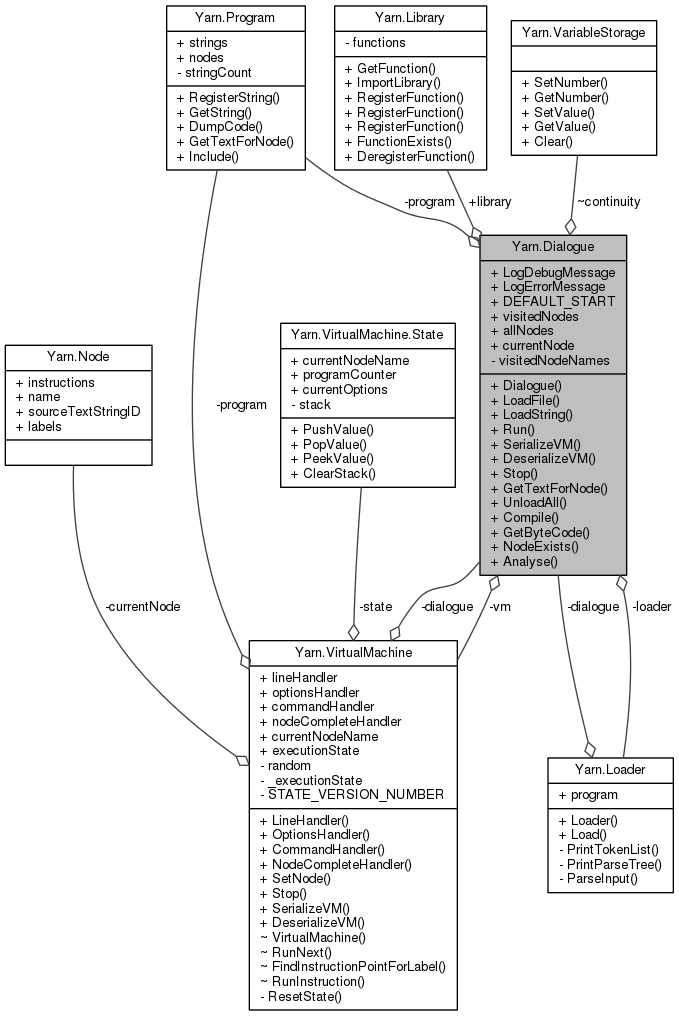 Yarn.Program
+ strings
+ nodes
- stringCount
+ RegisterString()
+ GetString()
+ DumpCode()
+ GetTextForNode()
+ Include()
Yarn.Library
- functions
+ GetFunction()
+ ImportLibrary()
+ RegisterFunction()
+ RegisterFunction()
+ RegisterFunction()
+ FunctionExists()
+ DeregisterFunction()
Yarn.VariableStorage
+ SetNumber()
+ GetNumber()
+ SetValue()
+ GetValue()
+ Clear()
-program
+library
~continuity
Yarn.Dialogue
+ LogDebugMessage
+ LogErrorMessage
+ DEFAULT_START
+ visitedNodes
+ allNodes
+ currentNode
- visitedNodeNames
+ Dialogue()
+ LoadFile()
+ LoadString()
+ Run()
+ SerializeVM()
+ DeserializeVM()
+ Stop()
+ GetTextForNode()
+ UnloadAll()
+ Compile()
+ GetByteCode()
+ NodeExists()
+ Analyse()
Yarn.Node
+ instructions
+ name
+ sourceTextStringID
+ labels
-program
Yarn.VirtualMachine.State
+ currentNodeName
+ programCounter
+ currentOptions
- stack
+ PushValue()
+ PopValue()
+ PeekValue()
+ ClearStack()
-currentNode
-state
-dialogue
-vm
-dialogue
-loader
Yarn.VirtualMachine
+ lineHandler
+ optionsHandler
+ commandHandler
+ nodeCompleteHandler
+ currentNodeName
+ executionState
- random
- _executionState
- STATE_VERSION_NUMBER
+ LineHandler()
+ OptionsHandler()
+ CommandHandler()
+ NodeCompleteHandler()
+ SetNode()
+ Stop()
+ SerializeVM()
+ DeserializeVM()
~ VirtualMachine()
~ RunNext()
~ FindInstructionPointForLabel()
~ RunInstruction()
- ResetState()
Yarn.Loader
+ program
+ Loader()
+ Load()
- PrintTokenList()
- PrintParseTree()
- ParseInput()